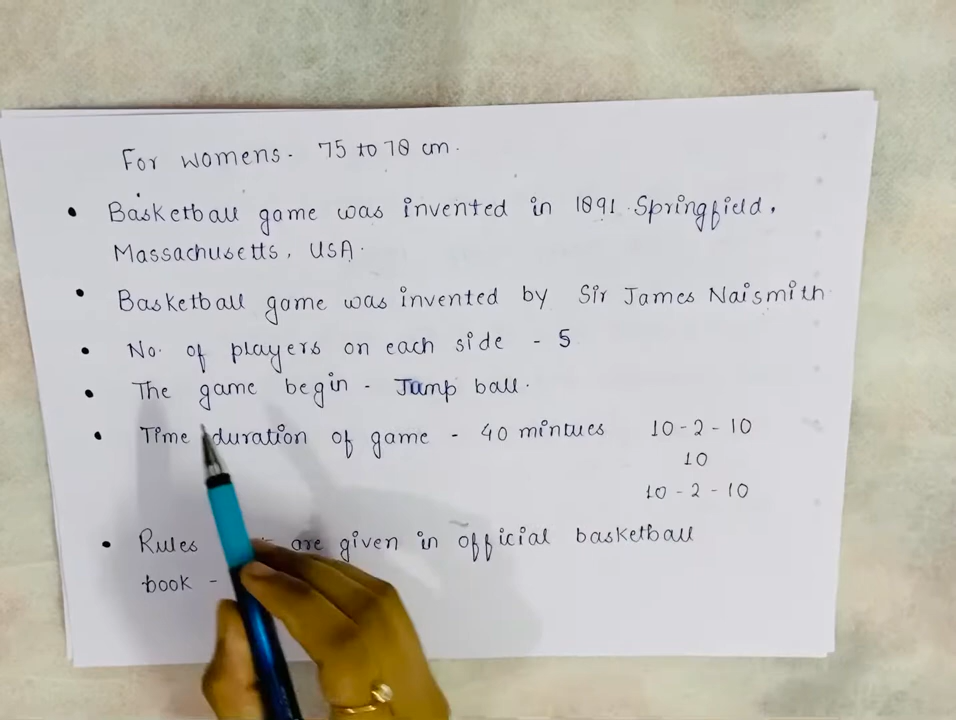 For womens - 75 to 78 cm.
Basketball game was invented in 1891. Springfield,
Massachusetts, USA.
Basketball game was invented by Sir James Naismith
No. of players on each side - 5
The game begin - Jump ball.
Time duration of game - 40 mintues 10 - 2 - 10
10
10 - 2 - 10
Rules are given in official basketball
book -